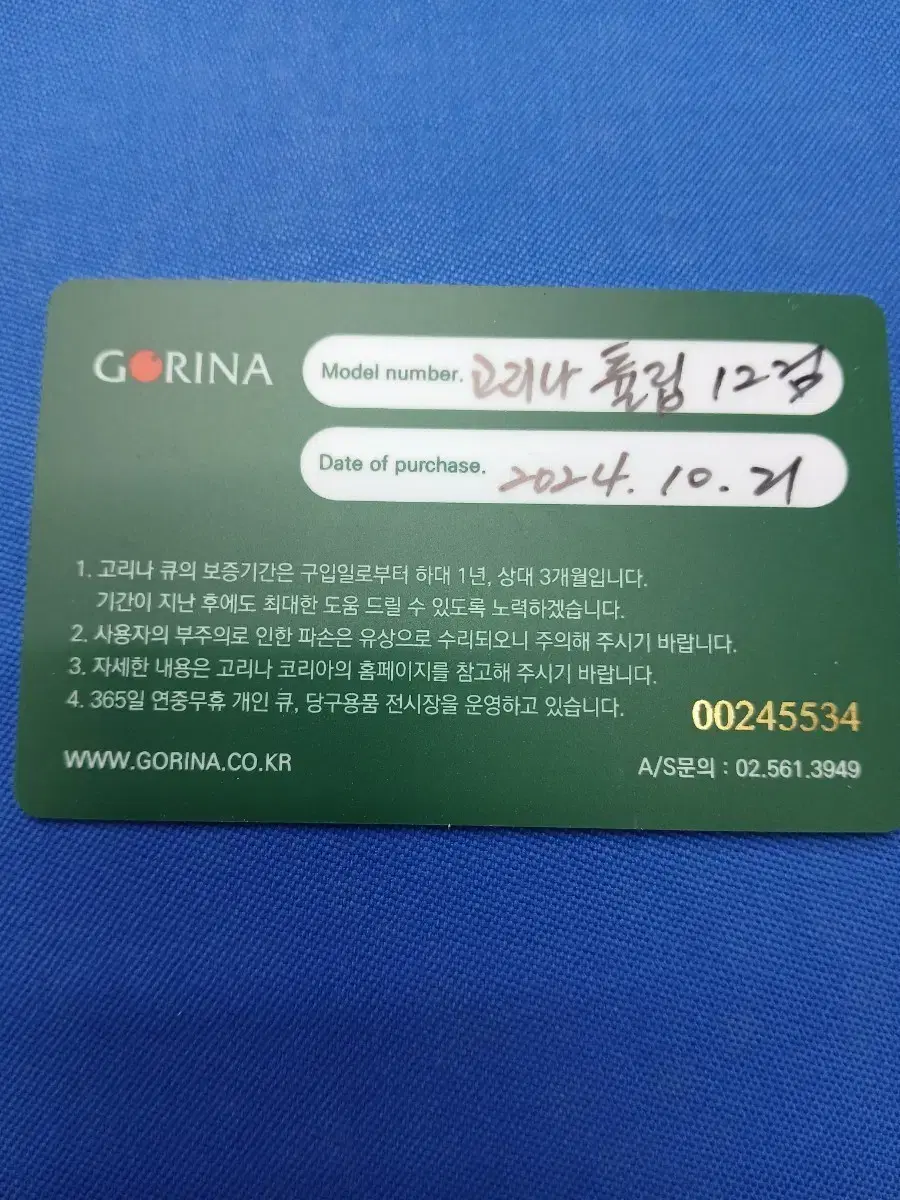 GORINA
Model number. 고리나 튤립 12검
Date of purchase. 2024. 10. 21
1. 고리나 큐의 보증기간은 구입일로부터 하대 1년, 상대 3개월입니다.
기간이 지난 후에도 최대한 도움 드릴 수 있도록 노력하겠습니다.
2. 사용자의 부주의로 인한 파손은 유상으로 수리되오니 주의해 주시기 바랍니다.
3. 자세한 내용은 고리나 코리아의 홈페이지를 참고해 주시기 바랍니다.
4. 365일 연중무휴 개인 큐, 당구용품 전시장을 운영하고 있습니다.
00245534
WWW.GORINA.CO.KR
A/S문의 : 02.561.3949